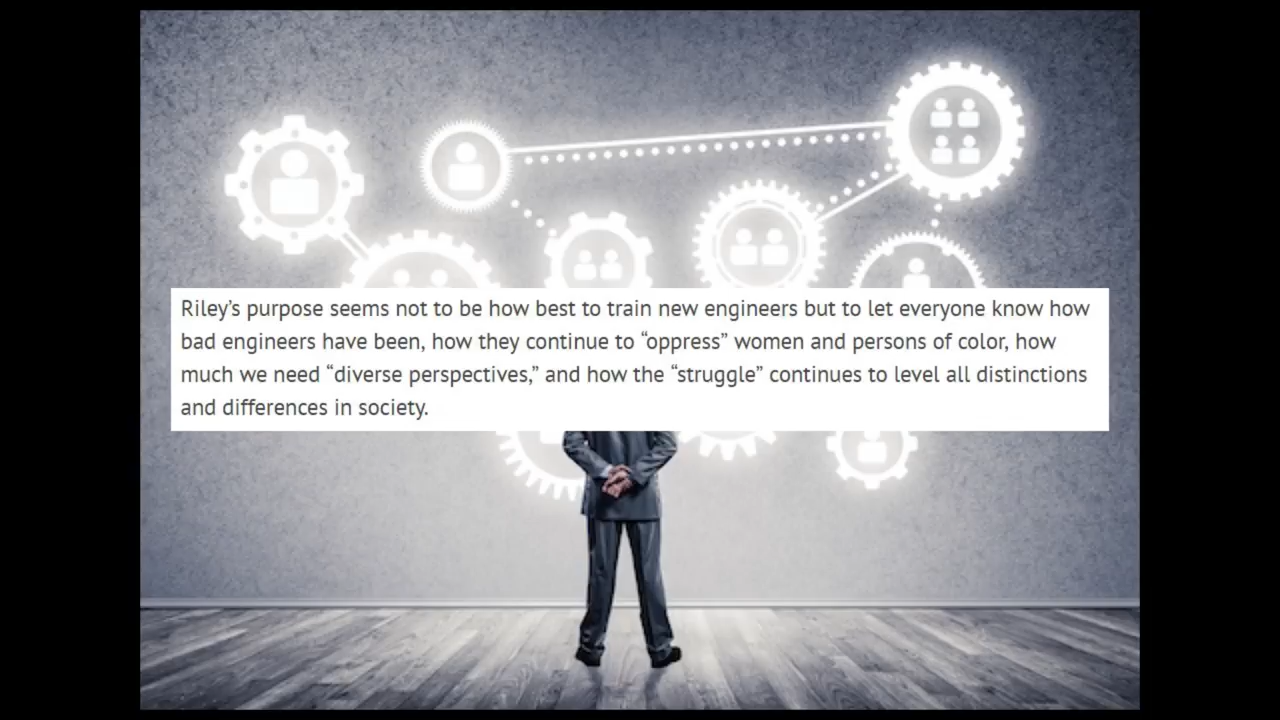 Riley’s purpose seems not to be how best to train new engineers but to let everyone know how
bad engineers have been, how they continue to “oppress” women and persons of color, how
much we need “diverse perspectives,” and how the “struggle” continues to level all distinctions
and differences in society.